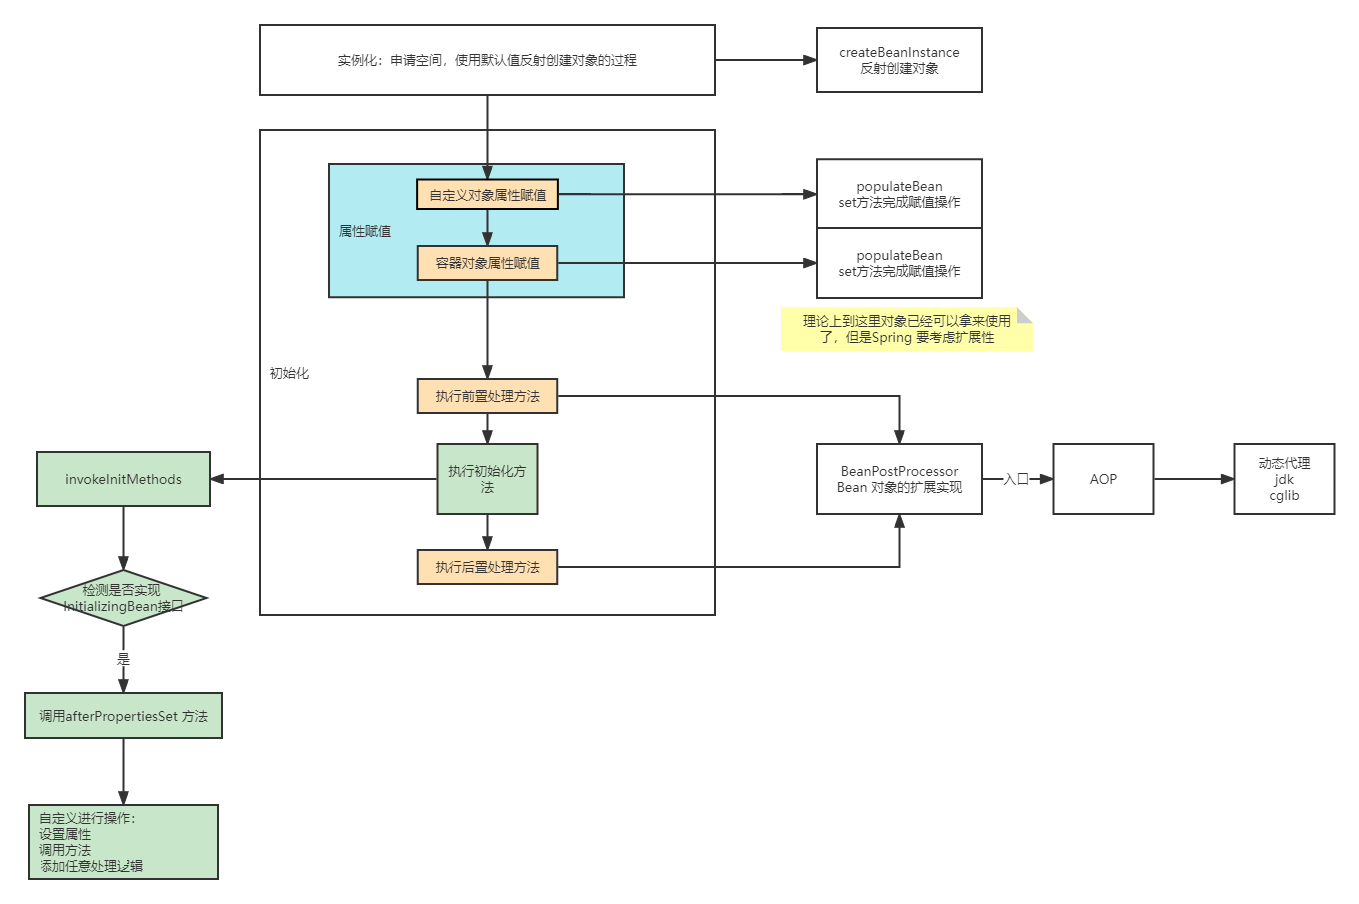 实例化：申请空间，使用默认值反射创建对象的过程
createBeanInstance
反射创建对象
自定义对象属性赋值
populateBean
set方法完成赋值操作
属性赋值
容器对象属性赋值
populateBean
set方法完成赋值操作
理论上到这里对象已经可以拿来使用
了，但是Spring 要考虑扩展性
初始化
执行前置处理方法
invokeInitMethods
执行初始化方
法
BeanPostProcessor
Bean 对象的扩展实现
入口
AOP
动态代理
jdk
cglib
执行后置处理方法
检测是否实现
InitializingBean接口
是
调用afterPropertiesSet 方法
自定义进行操作：
设置属性
调用方法
添加任意处理逻辑